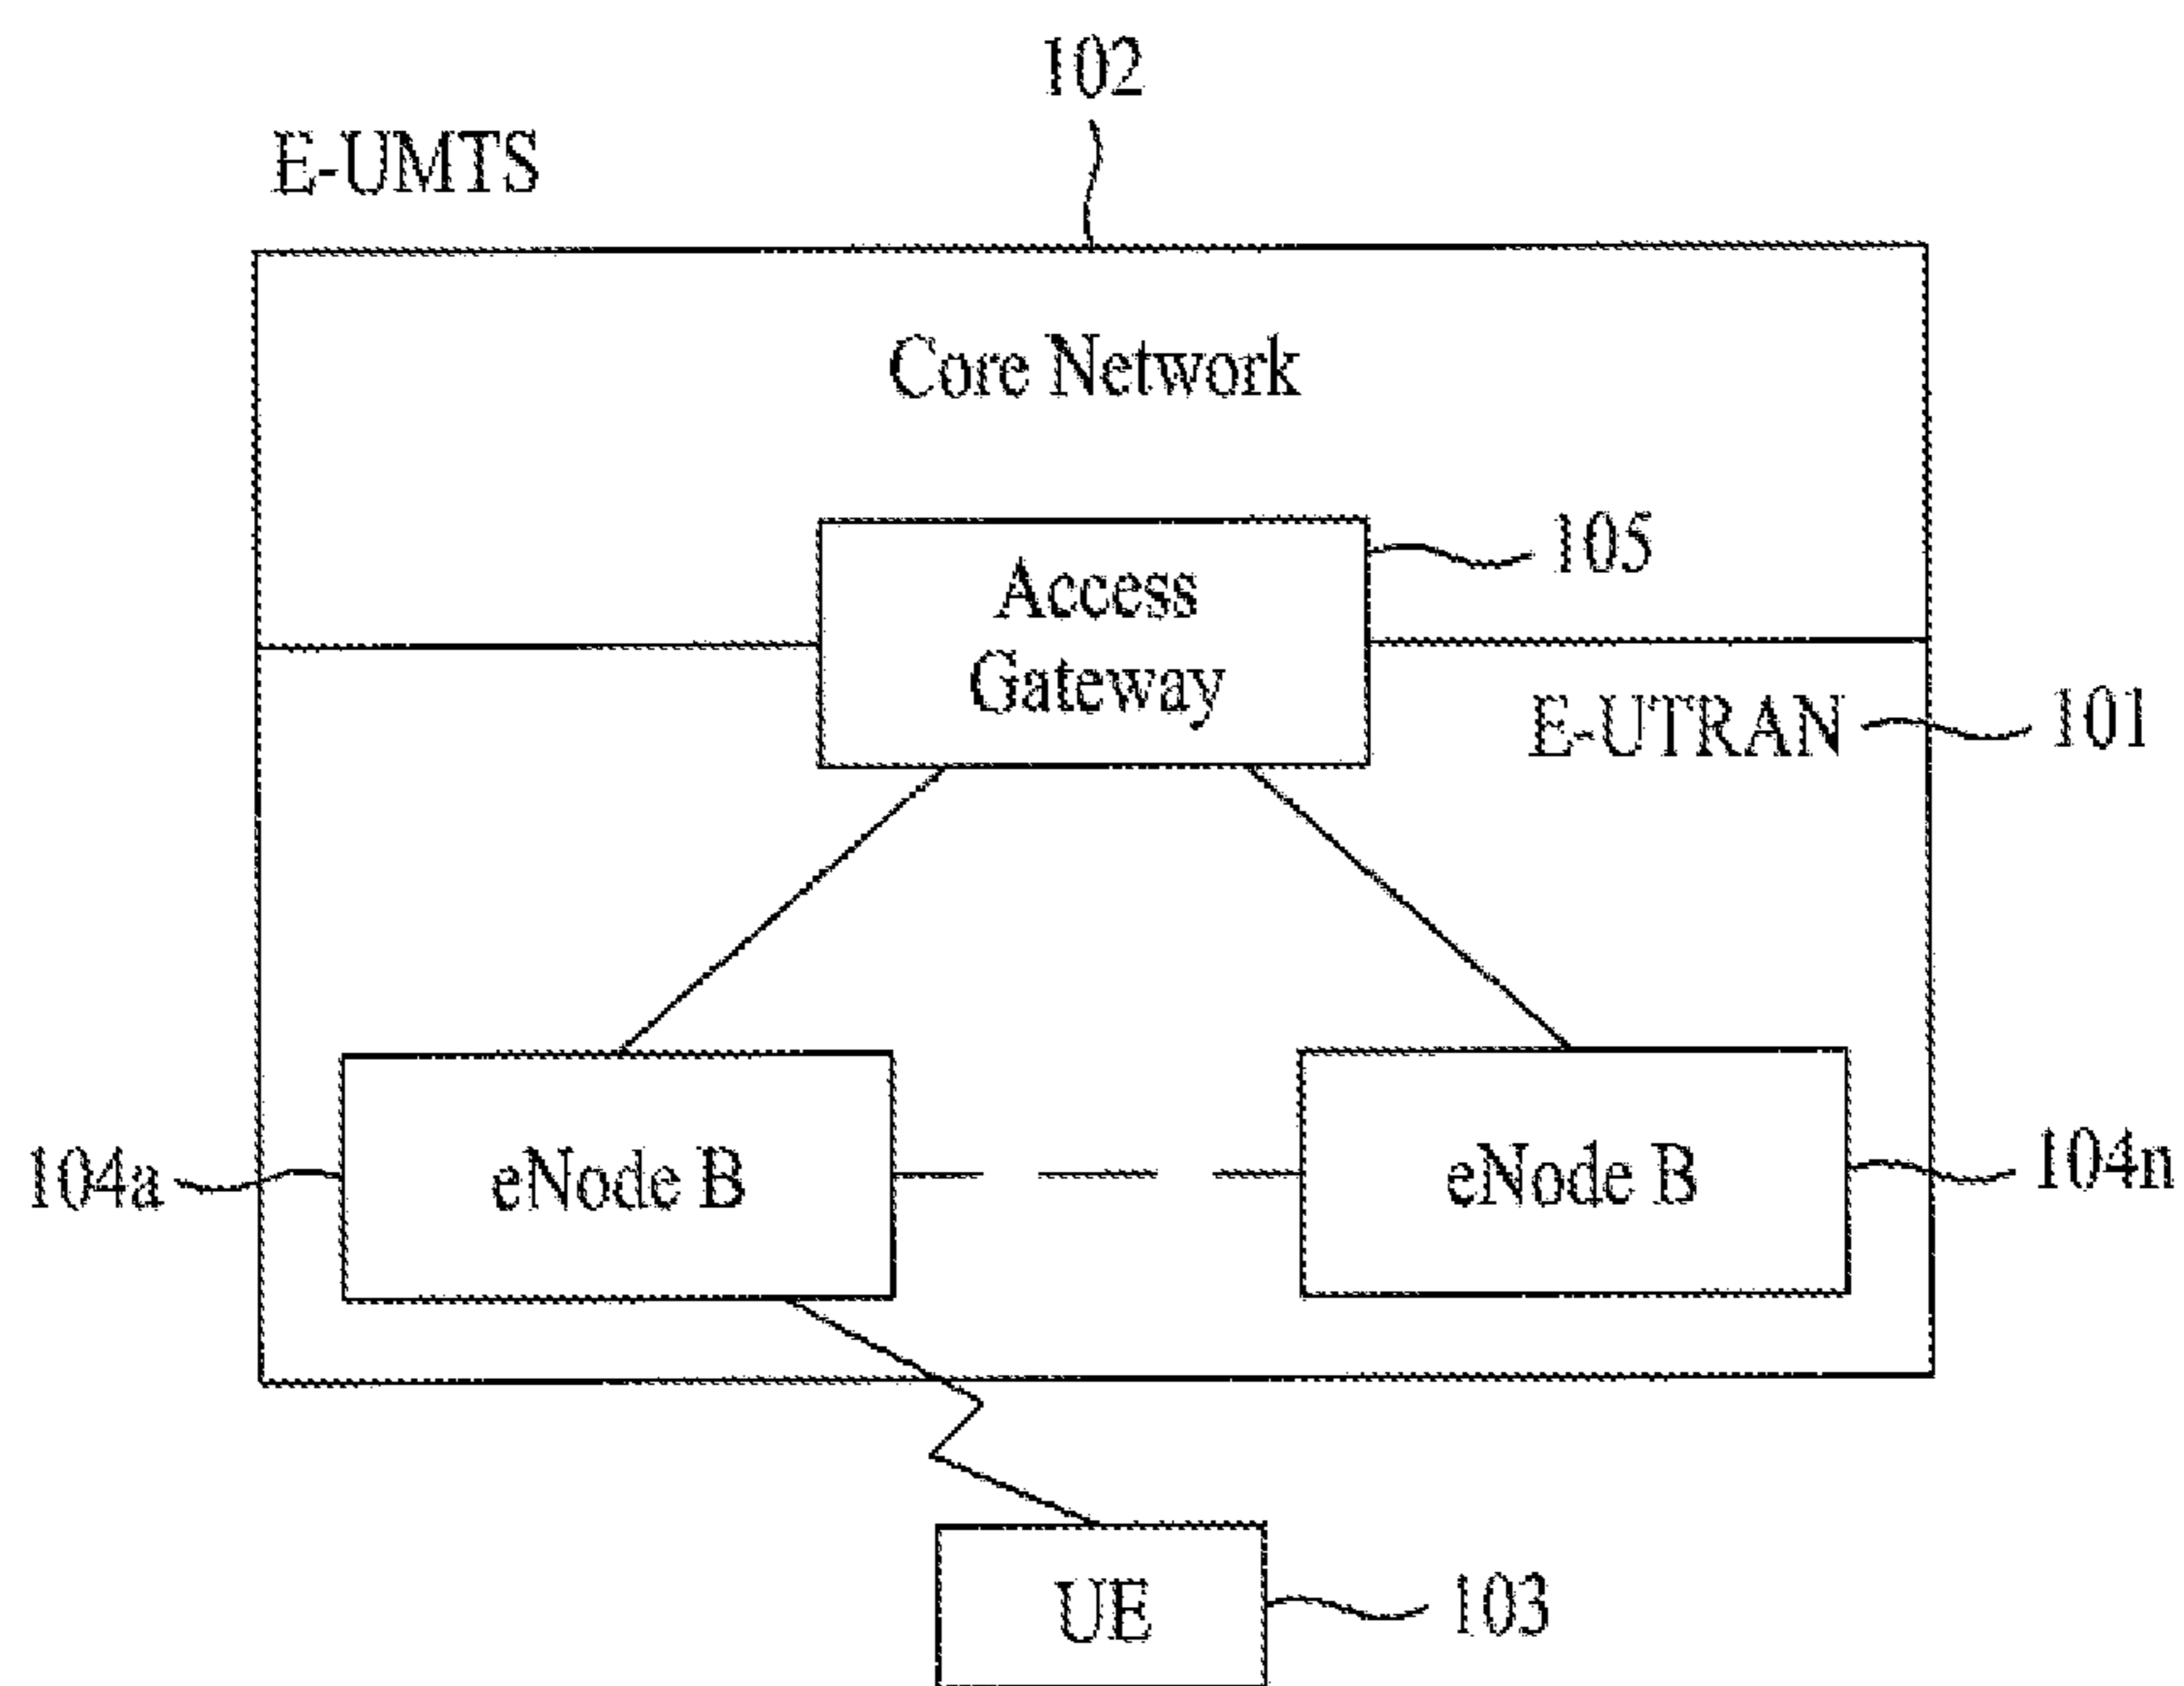 102
E-UMTS
Core Network
105
Access
Gateway
E-UTRAN
101
104a
eNode B
eNode B
104n
UE
103